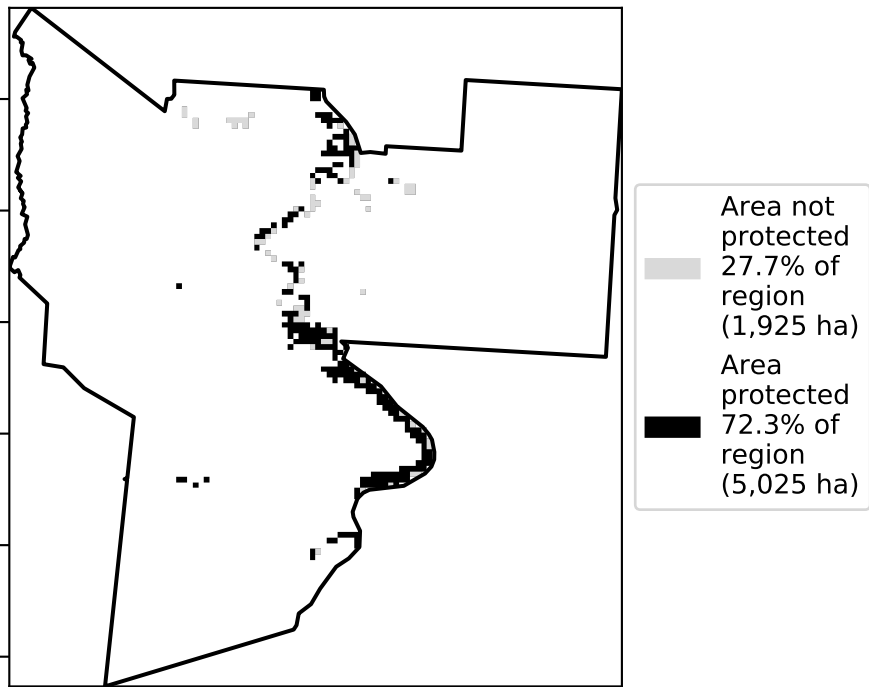 Area not
protected
27.7% of
region
(1,925 ha)
Area
protected
72.3% of
region
(5,025 ha)